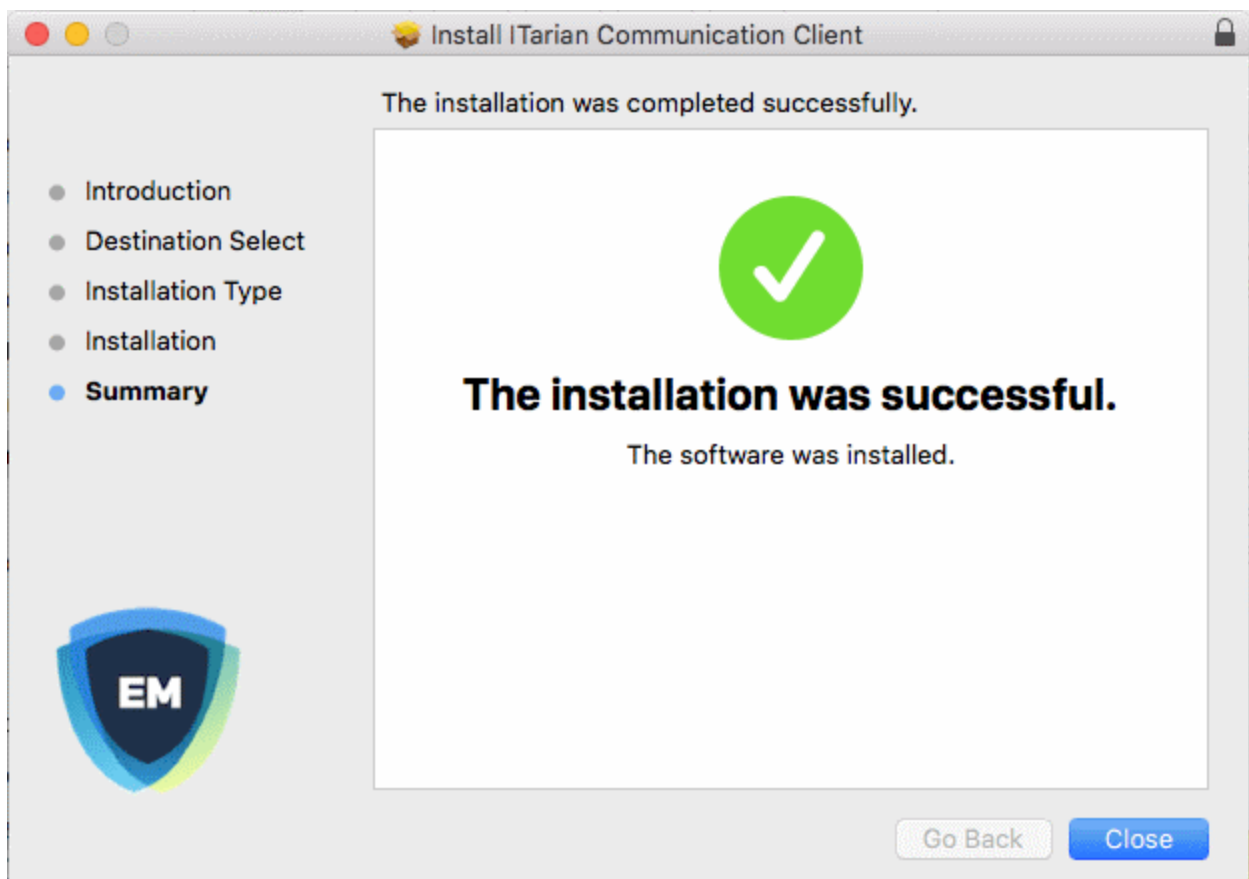 Install ITarian Communication Client
The installation was completed successfully.
Introduction
Destination Select
Installation Type
Installation
Summary
The installation was successful.
The software was installed.
EM
Go Back
Close